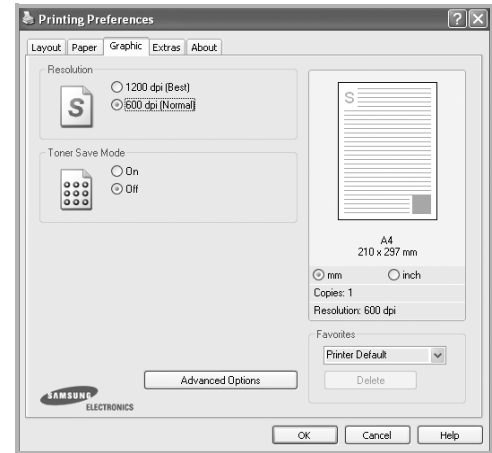 Printing Preferences
Layout Paper Graphic Extras About
Resolution
S
1200 dpi (Best)
600 dpi (Normal)
Toner Save Mode
On
Off
S
A4
210 x 297 mm
mm inch
Copies: 1
Resolution: 600 dpi
Favorites
Printer Default
Delete
Advanced Options
SAMSUNG
ELECTRONICS
OK Cancel Help